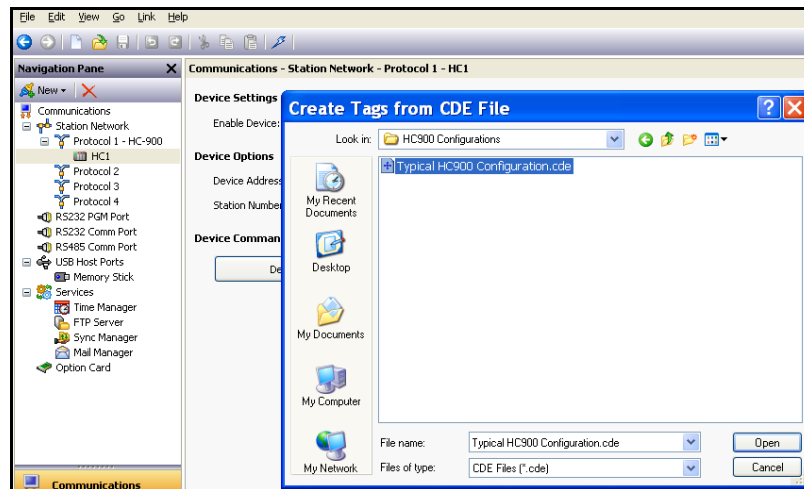 File Edit View Go Link Help
Navigation Pane
New
Communications
Station Network
Protocol 1 - HC-900
HC1
Protocol 2
Protocol 3
Protocol 4
RS232 PGM Port
RS232 Comm Port
RS485 Comm Port
USB Host Ports
Memory Stick
Services
Time Manager
FTP Server
Sync Manager
Mail Manager
Option Card
Communications
Communications - Station Network - Protocol 1 - HC1
Device Settings
Enable Device:
Device Options
Device Address
Station Number
Device Comman
De
Create Tags from CDE File
Look in: HC900 Configurations
Typical HC900 Configuration.cde
My Recent
Documents
Desktop
My Documents
My Computer
My Network
File name: Typical HC900 Configuration.cde Open
Files of type: CDE Files (*.cde) Cancel